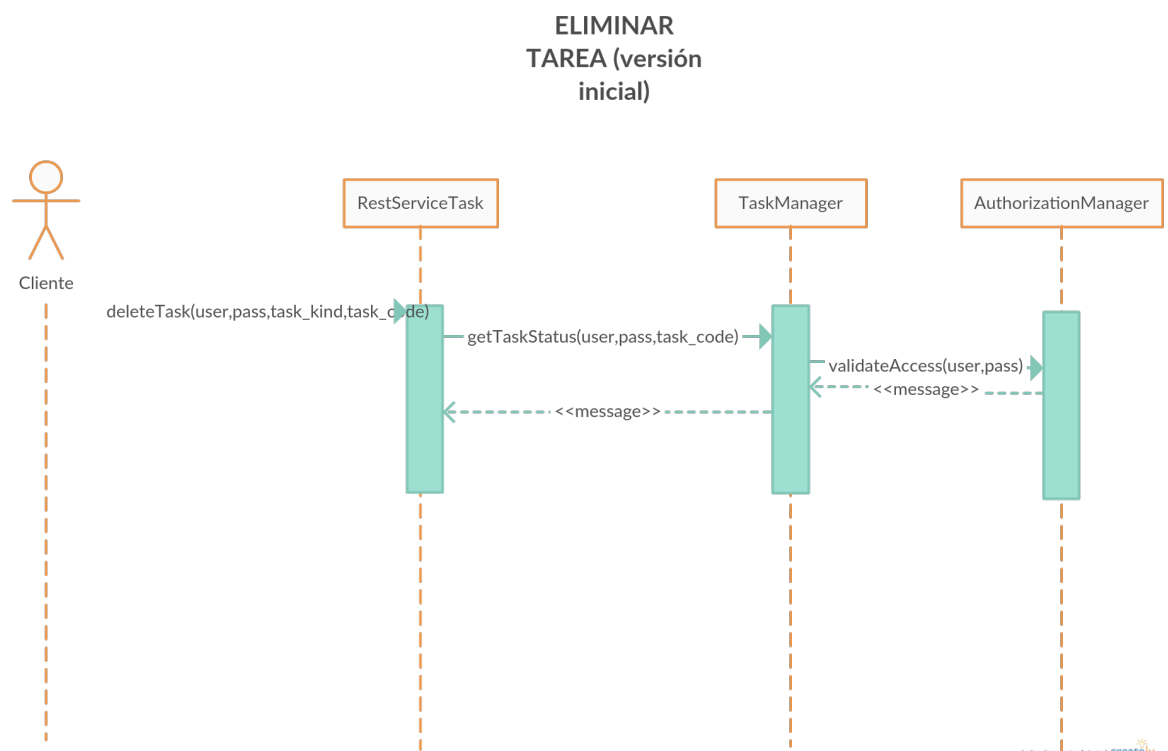 ELIMINAR
TAREA (versión
inicial)
RestServiceTask
TaskManager
AuthorizationManager
Cliente
deleteTask(user,pass,task_kind,task_code)
getTaskStatus(user,pass,task_code)
validateAccess(user,pass)
<<message>>
<<message>>